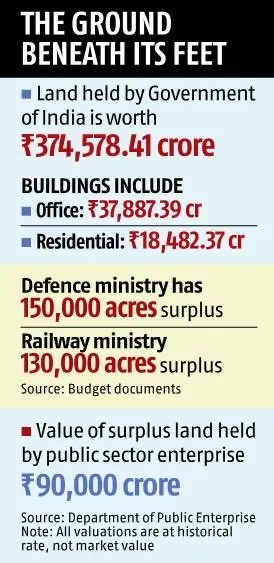 THE GROUND
BENEATH ITS FEET
■ Land held by Government
of India is worth
₹374,578.41 crore
BUILDINGS INCLUDE
■ Office: ₹37,887.39 cr
■ Residential: ₹18,482.37 cr
Defence ministry has
150,000 acres surplus
Railway ministry
130,000 acres surplus
Source: Budget documents
■ Value of surplus land held
by public sector enterprise
₹90,000 crore
Source: Department of Public Enterprise
Note: All valuations are at historical
rate, not market value